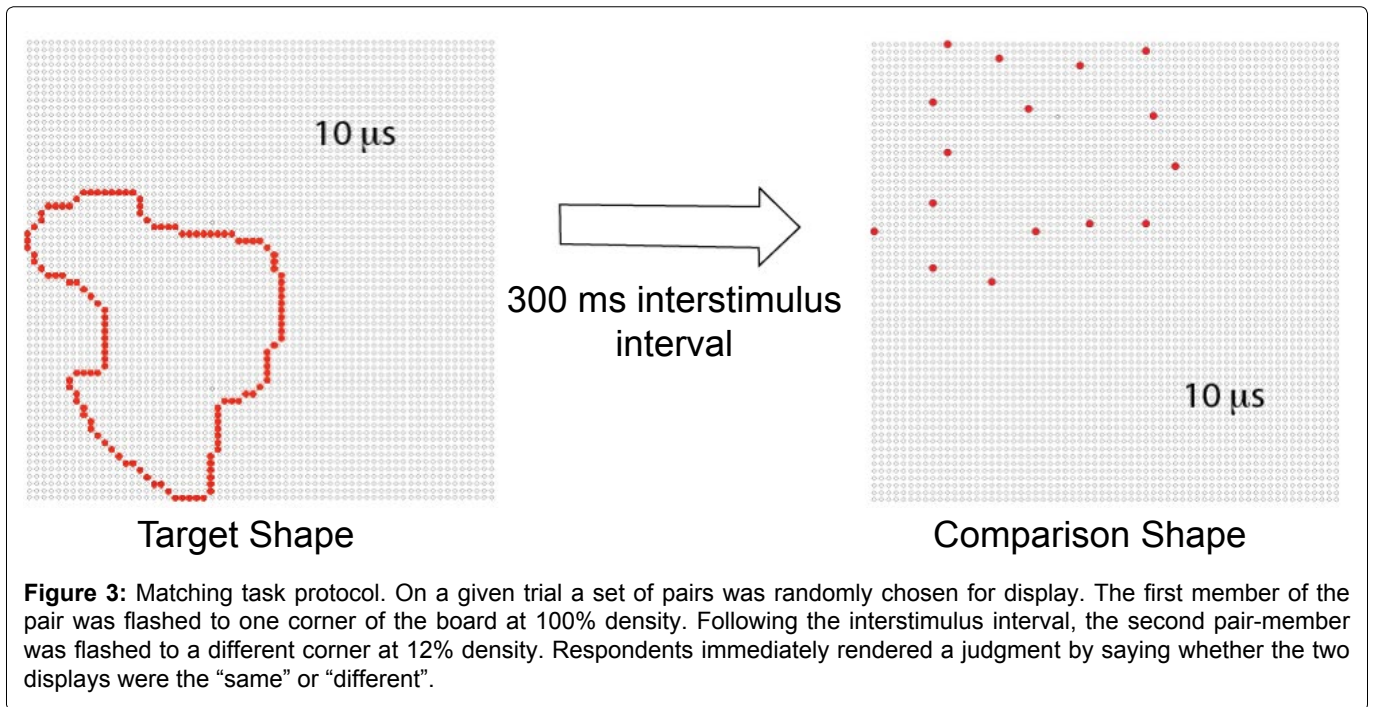 10 µs
300 ms interstimulus
interval
10 µs
Target Shape
Comparison Shape
Figure 3: Matching task protocol. On a given trial a set of pairs was randomly chosen for display. The first member of the
pair was flashed to one corner of the board at 100% density. Following the interstimulus interval, the second pair-member
was flashed to a different corner at 12% density. Respondents immediately rendered a judgment by saying whether the two
displays were the “same” or “different”.